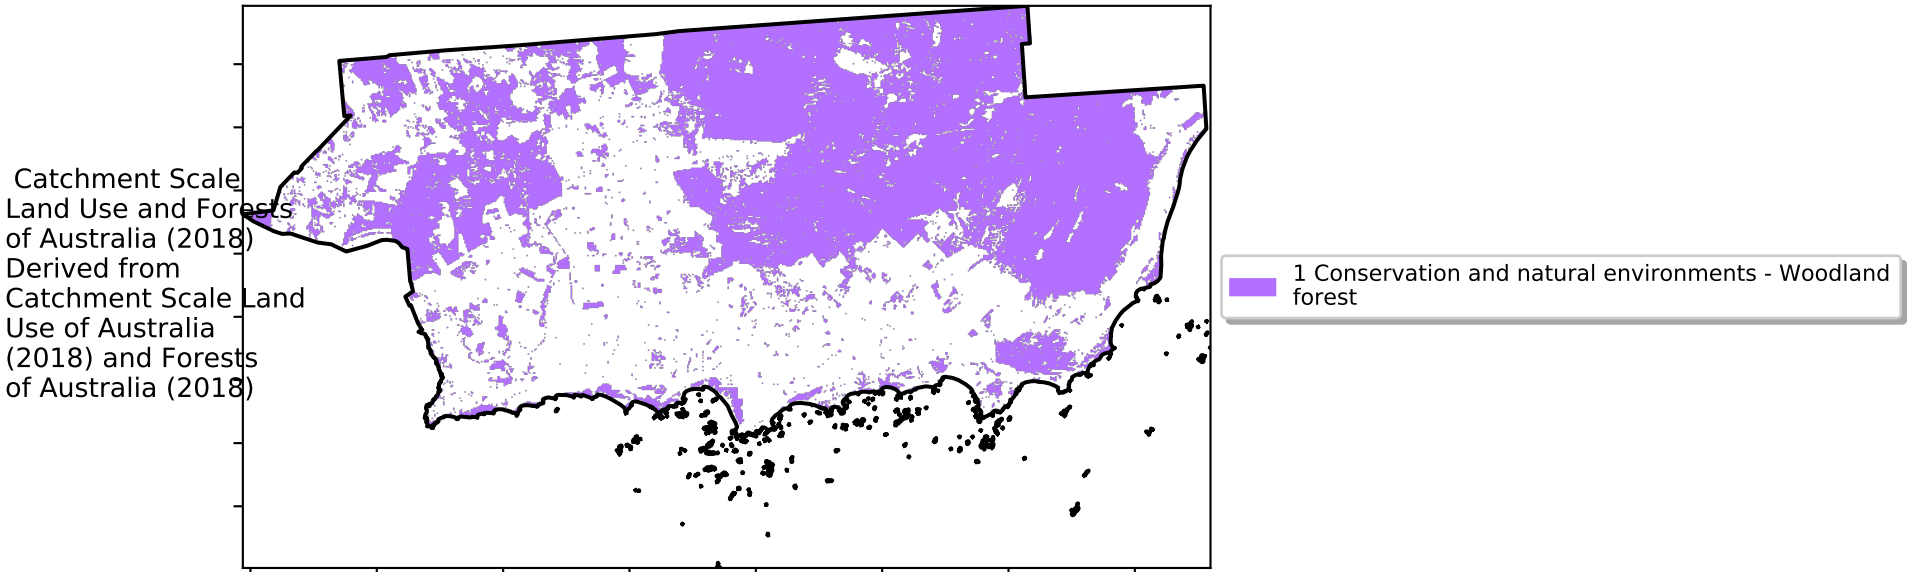 Catchment Scale
Land Use and Forests
of Australia (2018)
Derived from
Catchment Scale Land
Use of Australia
(2018) and Forests
of Australia (2018)
1 Conservation and natural environments - Woodland
forest